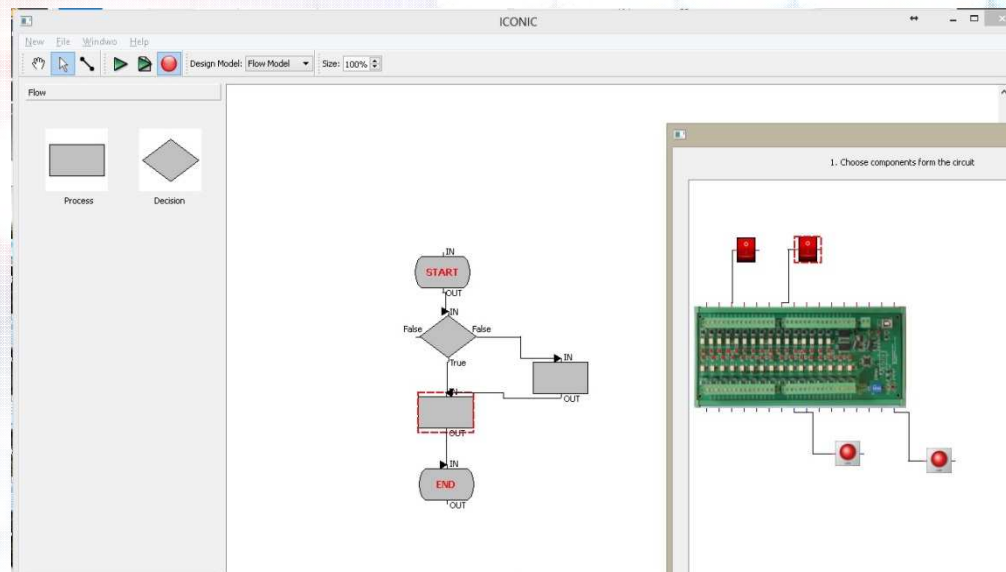 ICONIC
New File Windwo Help
Design Model: Flow Model Size: 100%
Flow
Process Decision
1. Choose components form the circuit
IN
START
OUT
IN
False False
True
IN
OUT
IN
OUT
IN
END
OUT